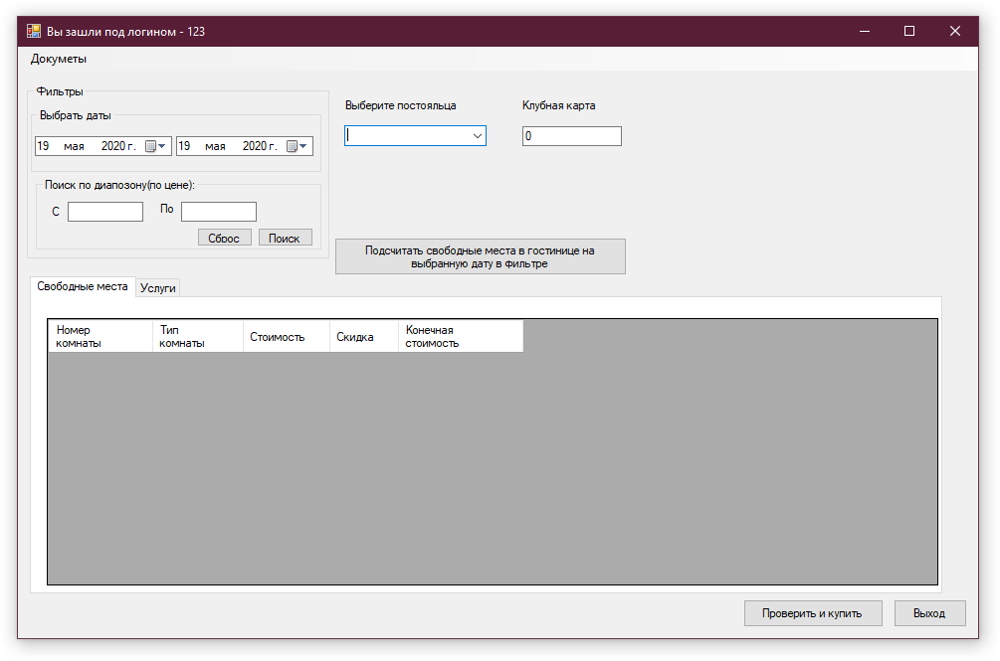 Вы зашли под логином - 123
Докуметы
Фильтры
Выбрать даты
19 мая 2020 г.
19 мая 2020 г.
Поиск по диапозону(по цене):
С
По
Сброс
Поиск
Выберите постояльца
Клубная карта
0
Подсчитать свободные места в гостинице на
выбранную дату в фильтре
Свободные места
Услуги
Номер
комнаты
Тип
комнаты
Стоимость
Скидка
Конечная
стоимость
Проверить и купить
Выход